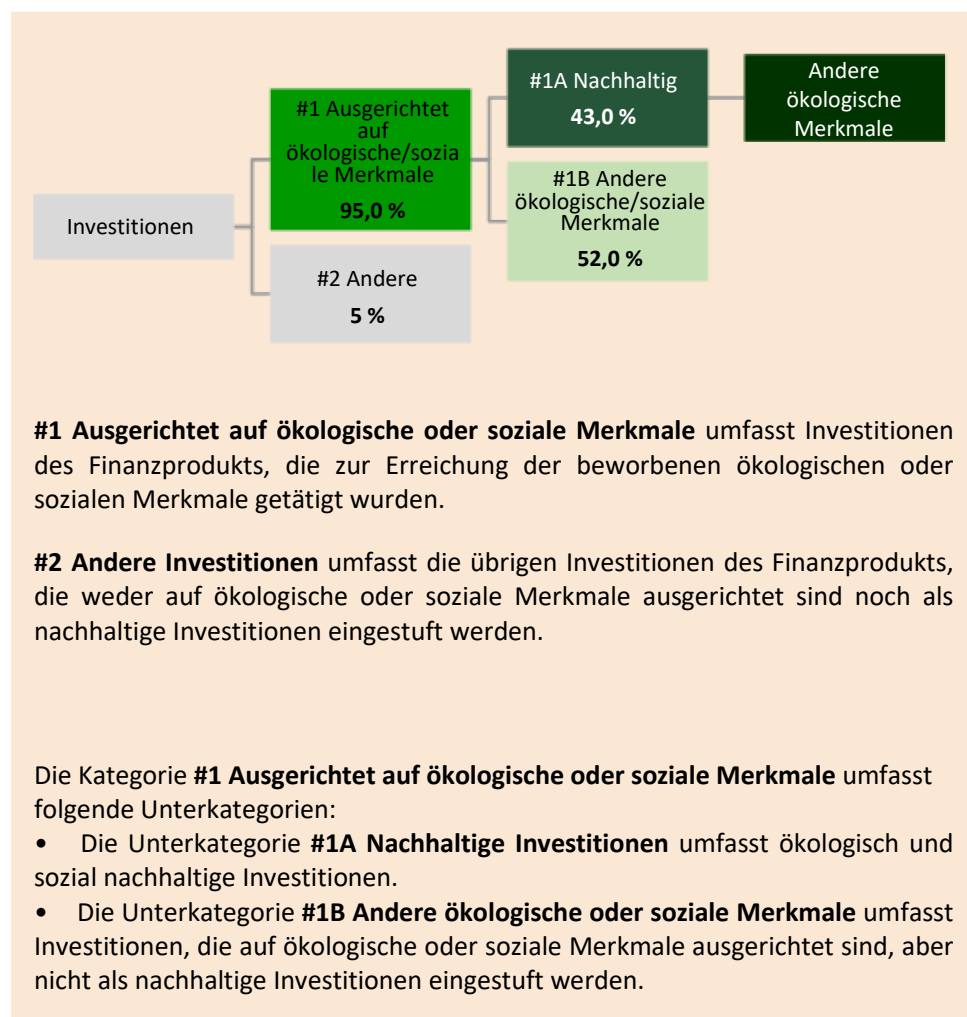 Investitionen
#1 Ausgerichtet
auf
ökologische/sozia
le Merkmale
95,0 %
#2 Andere
5 %
#1A Nachhaltig
43,0 %
#1B Andere
ökologische/soziale
Merkmale
52,0 %
Andere
ökologische
Merkmale
#1 Ausgerichtet auf ökologische oder soziale Merkmale umfasst Investitionen
des Finanzprodukts, die zur Erreichung der beworbenen ökologischen oder
sozialen Merkmale getätigt wurden.
#2 Andere Investitionen umfasst die übrigen Investitionen des Finanzprodukts,
die weder auf ökologische oder soziale Merkmale ausgerichtet sind noch als
nachhaltige Investitionen eingestuft werden.
Die Kategorie #1 Ausgerichtet auf ökologische oder soziale Merkmale umfasst
folgende Unterkategorien:
• Die Unterkategorie #1A Nachhaltige Investitionen umfasst ökologisch und
sozial nachhaltige Investitionen.
• Die Unterkategorie #1B Andere ökologische oder soziale Merkmale umfasst
Investitionen, die auf ökologische oder soziale Merkmale ausgerichtet sind, aber
nicht als nachhaltige Investitionen eingestuft werden.